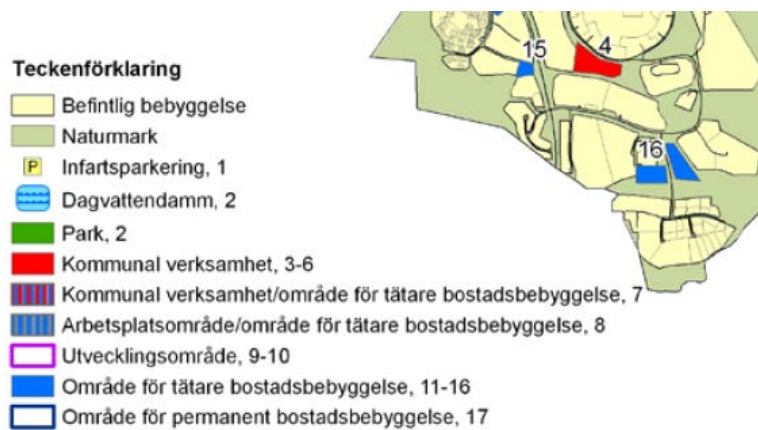 15
4
16
Teckenförklaring
Befintlig bebyggelse
Naturmark
P Infartsparkering, 1
Dagvattendamm, 2
Park, 2
Kommunal verksamhet, 3-6
Kommunal verksamhet/område för tätare bostadsbebyggelse, 7
Arbetsplatsområde/område för tätare bostadsbebyggelse, 8
Utvecklingsområde, 9-10
Område för tätare bostadsbebyggelse, 11-16
Område för permanent bostadsbebyggelse, 17